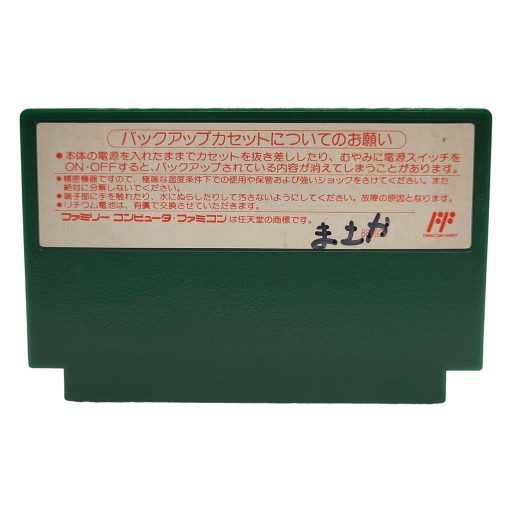 バックアップカセットについてのお願い
●本体の電源を入れたままでカセットを抜き差ししたり、むやみに電源スイッチを
ON・OFFすると、バックアップされている内容が消えてしまうことがあります。
●精密機器ですので、極端な温度条件下での使用や保管および強いショックをさけてください。また
絶対に分解しないでください。
●端子部に手を触れたり、水にぬらしたりして汚さないようにしてください。故障の原因となります。
●リチウム電池は、有償で交換させていただきます。
ファミリー コンピュータ・ファミコン は任天堂の商標です。
FAMILY COMPUTER